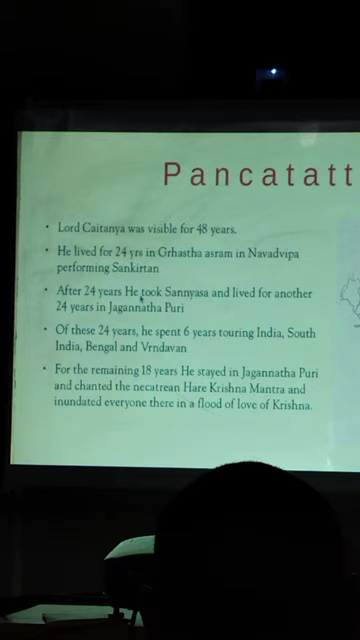 Pancatatt
• Lord Caitanya was visible for 48 years.
• He lived for 24 yrs in Grhastha asram in Navadvipa
performing Sankirtan
• After 24 years He took Sannyasa and lived for another
24 years in Jagannatha Puri
• Of these 24 years, he spent 6 years touring India, South
India, Bengal and Vrndavan
• For the remaining 18 years He stayed in Jagannatha Puri
and chanted the necatrean Hare Krishna Mantra and
inundated everyone there in a flood of love of Krishna.